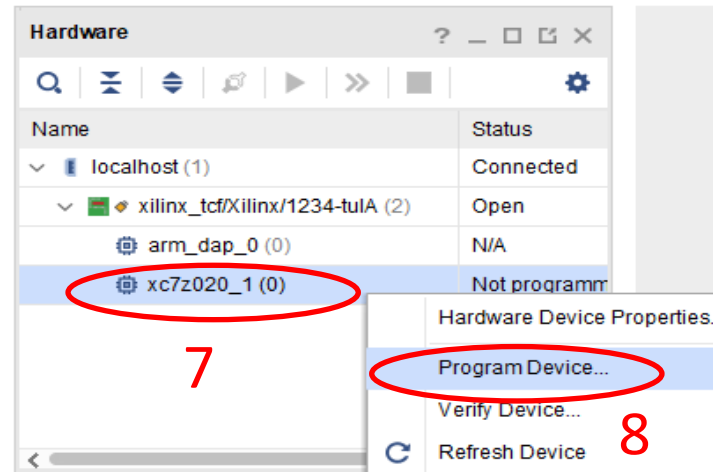 Hardware
Name Status
localhost (1) Connected
xilinx_tcf/Xilinx/1234-tulA (2) Open
arm_dap_0 (0) N/A
xc7z020_1 (0) Not programm
Hardware Device Properties.
7
Program Device...
Verify Device...
8
Refresh Device